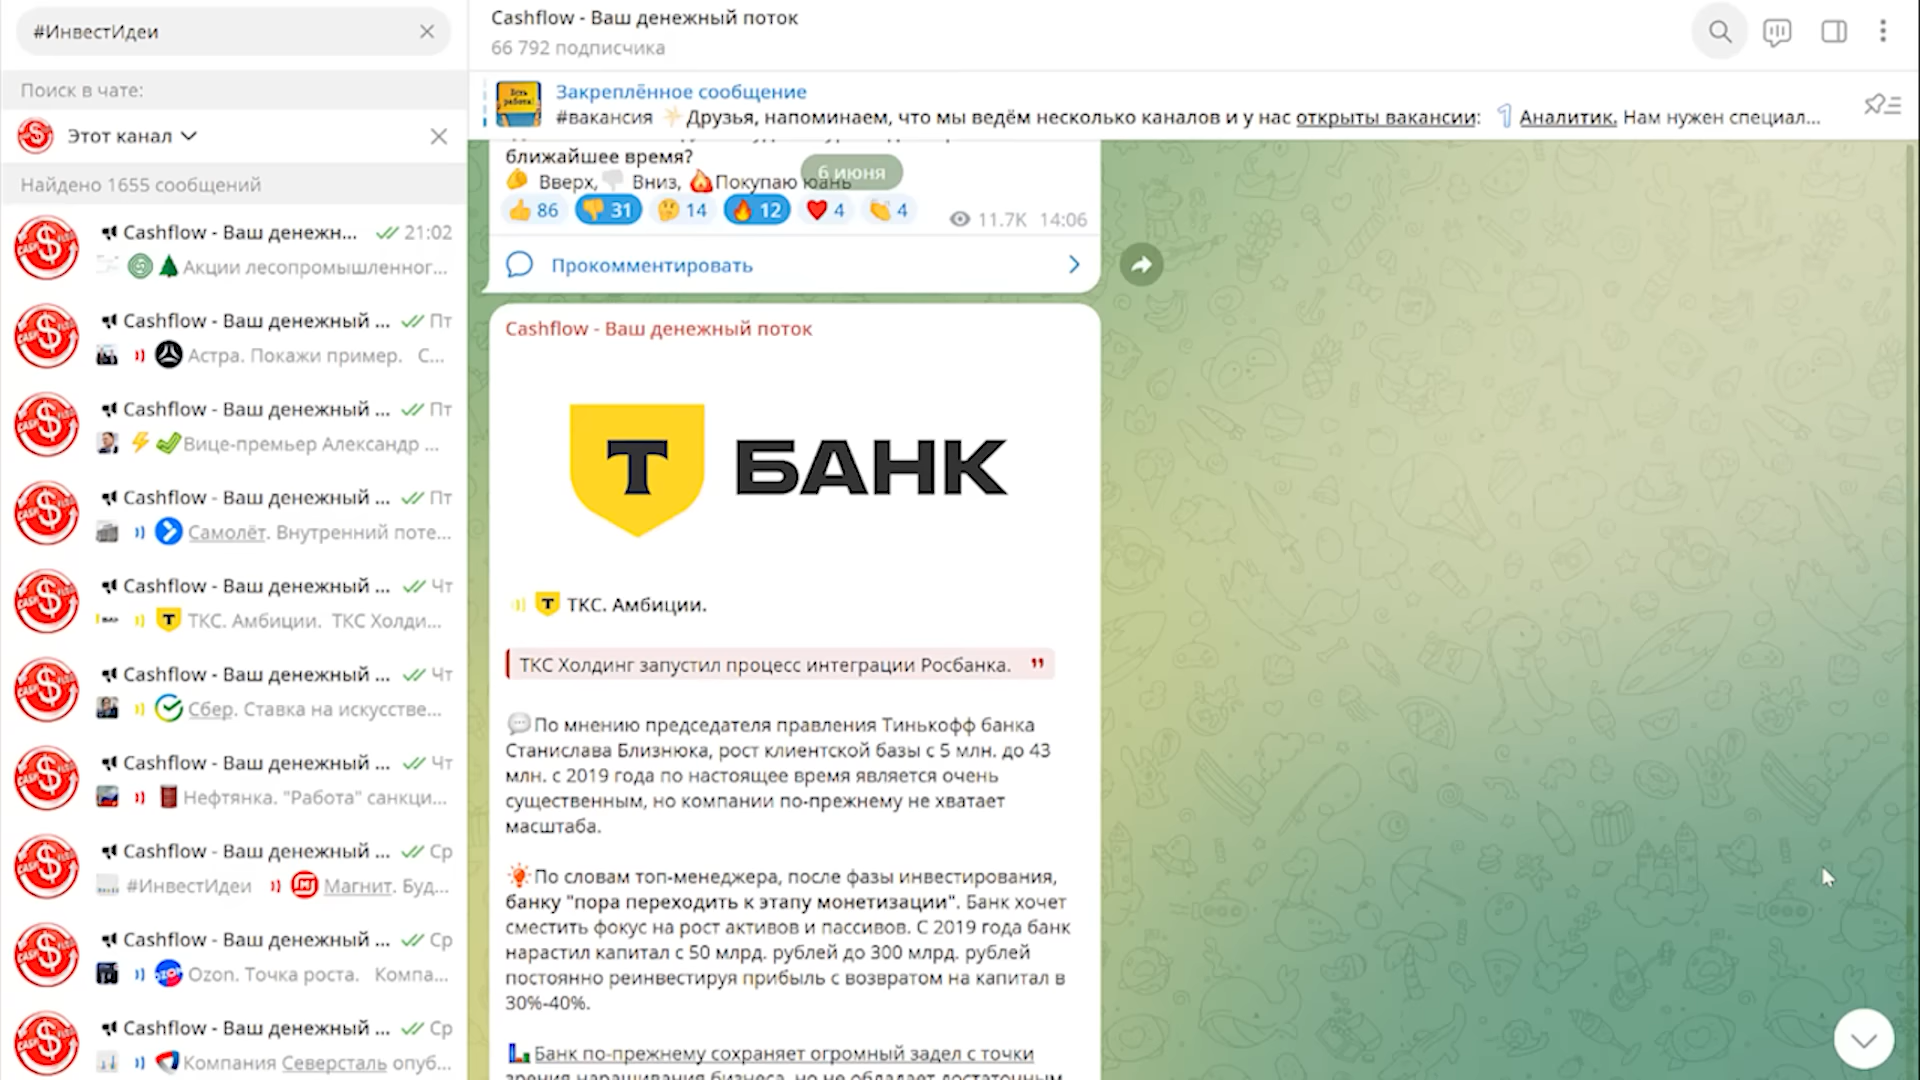 #ИнвестИдеи
Поиск в чате:
Этот канал
Найдено 1655 сообщений
Cashflow - Ваш денежн... 21:02
Акции лесопромышленног...
Cashflow - Ваш денежный ... Пт
Астра. Покажи пример. С...
Cashflow - Ваш денежный ... Пт
Вице-премьер Александр ...
Cashflow - Ваш денежный ... Пт
Самолёт. Внутренний поте...
Cashflow - Ваш денежный ... Чт
ТКС. Амбиции. ТКС Холди...
Cashflow - Ваш денежный ... Чт
Сбер. Ставка на искусстве...
Cashflow - Ваш денежный ... Чт
Нефтянка. "Работа" санкци...
Cashflow - Ваш денежный ... Ср
#ИнвестИдеи Магнит. Буд...
Cashflow - Ваш денежный ... Ср
Ozon. Точка роста. Компа...
Cashflow - Ваш денежный ... Ср
Компания Северсталь опуб...
Cashflow - Ваш денежный поток
66 792 подписчика
Закреплённое сообщение
#вакансия Друзья, напоминаем, что мы ведём несколько каналов и у нас открыты вакансии: Аналитик. Нам нужен специал...
ближайшее время?
6 июня
Вверх, Вниз, Покупаю юань
86 31 14 12 4 4 11.7K 14:06
Прокомментировать
Cashflow - Ваш денежный поток
Т БАНК
ТКС. Амбиции.
ТКС Холдинг запустил процесс интеграции Росбанка.
По мнению председателя правления Тинькофф банка
Станислава Близнюка, рост клиентской базы с 5 млн. до 43
млн. с 2019 года по настоящее время является очень
существенным, но компании по-прежнему не хватает
масштаба.
По словам топ-менеджера, после фазы инвестирования,
банку "пора переходить к этапу монетизации". Банк хочет
сместить фокус на рост активов и пассивов. С 2019 года банк
нарастил капитал с 50 млрд. рублей до 300 млрд. рублей
постоянно реинвестируя прибыль с возвратом на капитал в
30%-40%.
Банк по-прежнему сохраняет огромный задел с точки
зрения наращивания бизнеса, но не обладает достаточным